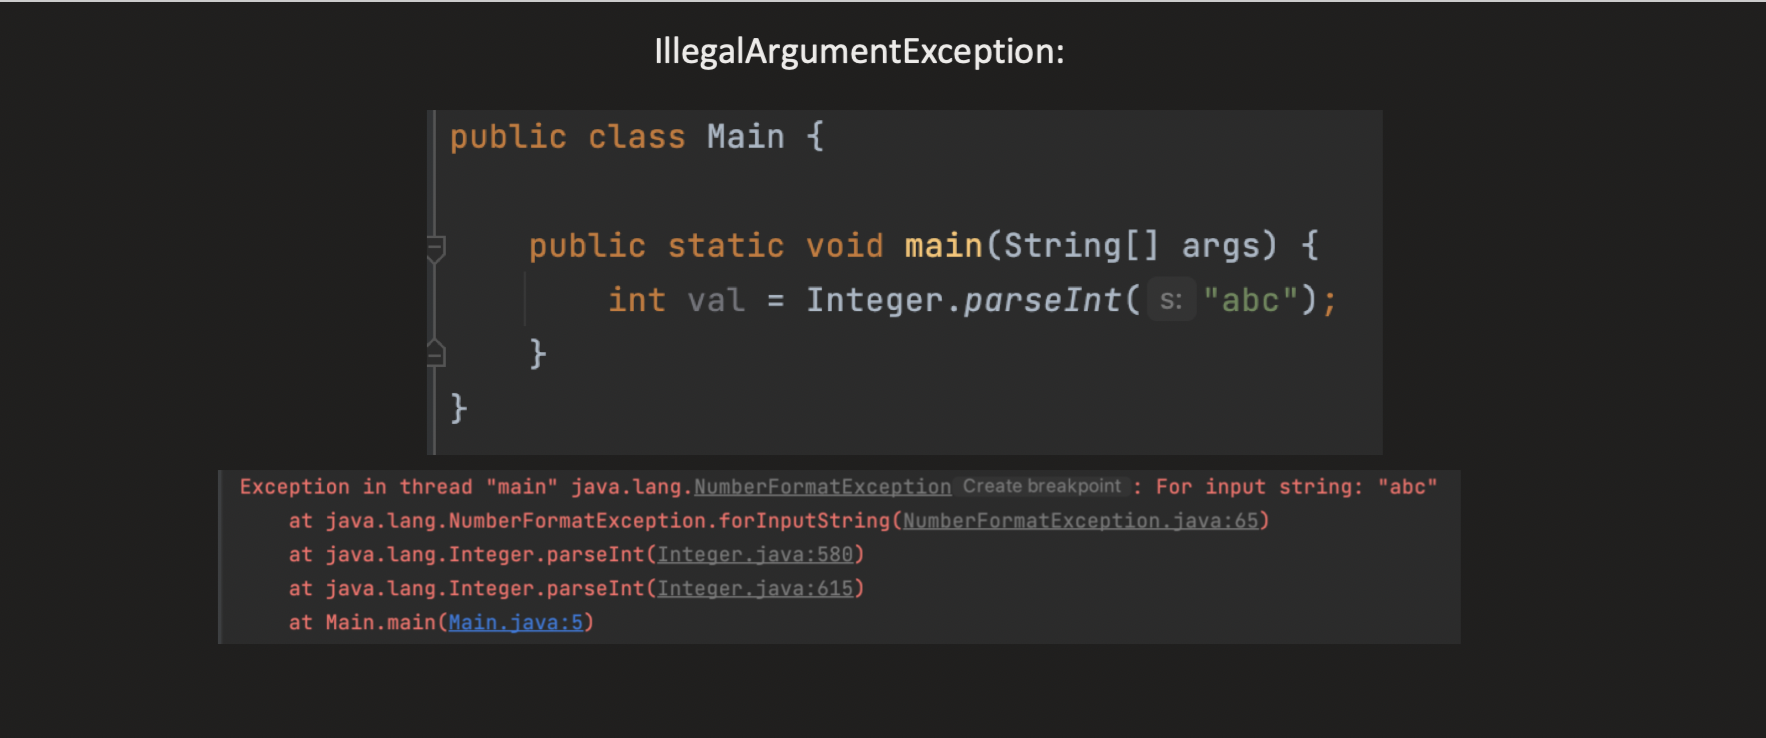 IllegalArgumentException:
public class Main {
public static void main(String[] args) {
int val = Integer.parseInt( s: "abc");
}
}
Exception in thread "main" java.lang.NumberFormatException Create breakpoint : For input string: "abc"
at java.lang.NumberFormatException.forInputString(NumberFormatException.java:65)
at java.lang.Integer.parseInt(Integer.java:580)
at java.lang.Integer.parseInt(Integer.java:615)
at Main.main(Main.java:5)